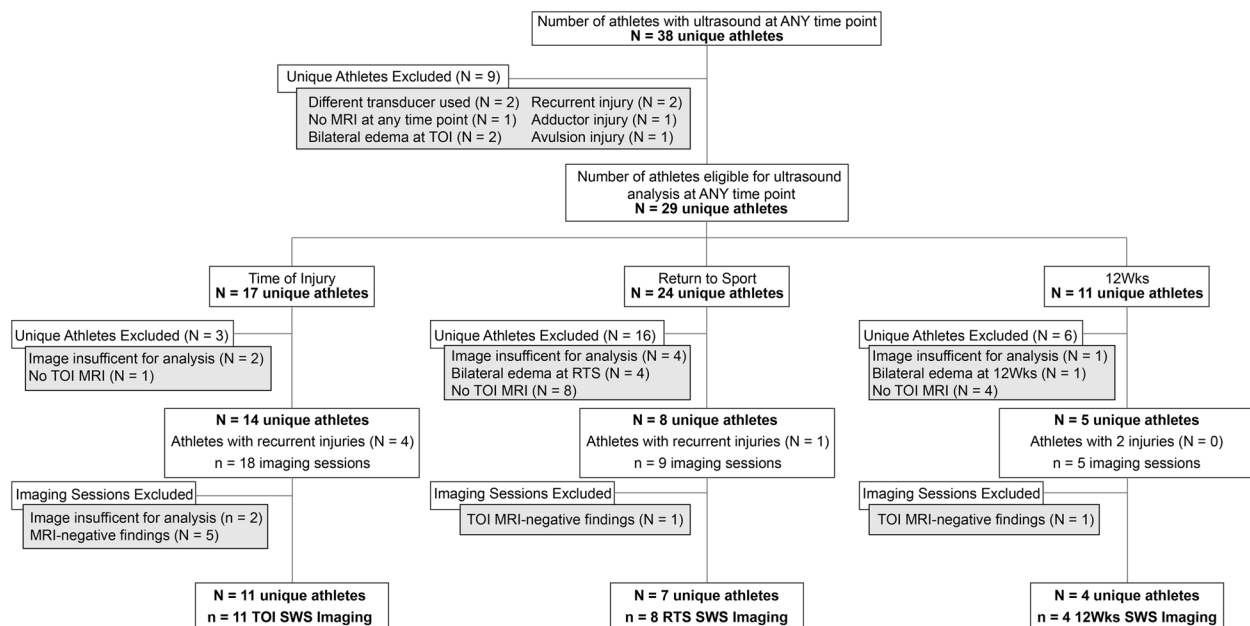 Number of athletes with ultrasound at ANY time point
N = 38 unique athletes
Unique Athletes Excluded (N = 9)
Different transducer used (N = 2) Recurrent injury (N = 2)
No MRI at any time point (N = 1) Adductor injury (N = 1)
Bilateral edema at TOI (N = 2) Avulsion injury (N = 1)
Number of athletes eligible for ultrasound
analysis at ANY time point
N = 29 unique athletes
Time of Injury
N = 17 unique athletes
Unique Athletes Excluded (N = 3)
Image insufficent for analysis (N = 2)
No TOI MRI (N = 1)
N = 14 unique athletes
Athletes with recurrent injuries (N = 4)
n = 18 imaging sessions
Imaging Sessions Excluded
Image insufficent for analysis (n = 2)
MRI-negative findings (N = 5)
N = 11 unique athletes
n = 11 TOI SWS Imaging
Return to Sport
N = 24 unique athletes
Unique Athletes Excluded (N = 16)
Image insufficent for analysis (N = 4)
Bilateral edema at RTS (N = 4)
No TOI MRI (N = 8)
N = 8 unique athletes
Athletes with recurrent injuries (N = 1)
n = 9 imaging sessions
Imaging Sessions Excluded
TOI MRI-negative findings (N = 1)
N = 7 unique athletes
n = 8 RTS SWS Imaging
12Wks
N = 11 unique athletes
Unique Athletes Excluded (N = 6)
Image insufficent for analysis (N = 1)
Bilateral edema at 12Wks (N = 1)
No TOI MRI (N = 4)
N = 5 unique athletes
Athletes with 2 injuries (N = 0)
n = 5 imaging sessions
Imaging Sessions Excluded
TOI MRI-negative findings (N = 1)
N = 4 unique athletes
n = 4 12Wks SWS Imaging